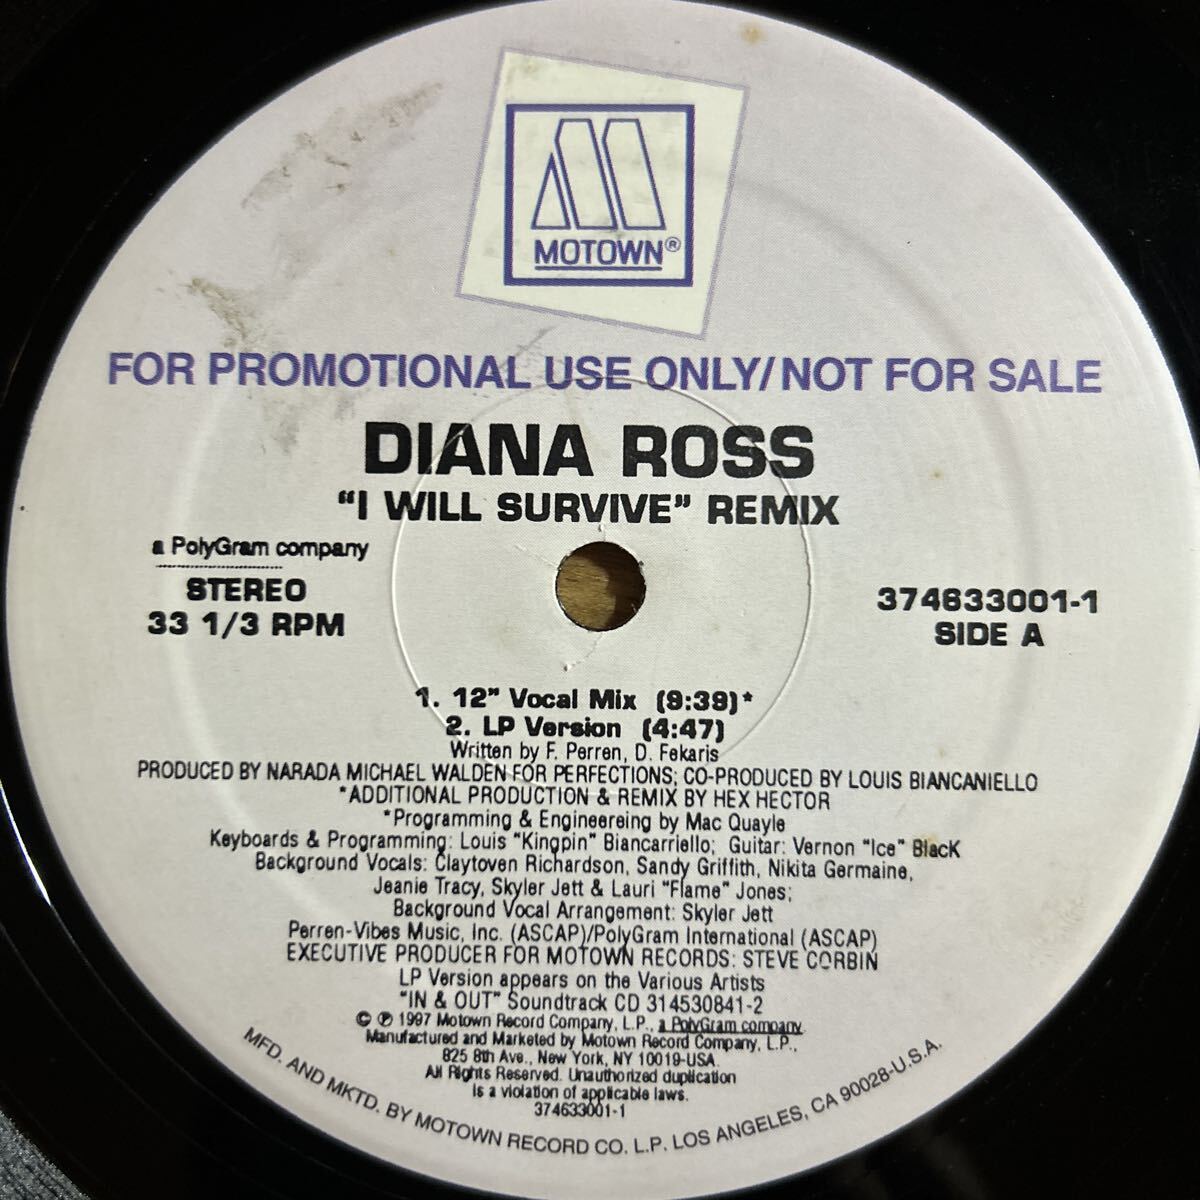 MOTOWN®
FOR PROMOTIONAL USE ONLY/NOT FOR SALE
DIANA ROSS
“I WILL SURVIVE” REMIX
a PolyGram company
STEREO
33 1/3 RPM
374633001-1
SIDE A
1. 12” Vocal Mix (9:39)*
2. LP Version (4:47)
Written by F. Perren, D. Fekaris
PRODUCED BY NARADA MICHAEL WALDEN FOR PERFECTIONS; CO-PRODUCED BY LOUIS BIANCANIELLO
*ADDITIONAL PRODUCTION & REMIX BY HEX HECTOR
*Programming & Engineereing by Mac Quayle
Keyboards & Programming: Louis "Kingpin" Biancarriello; Guitar: Vernon "Ice" BlacK
Background Vocals: Claytoven Richardson, Sandy Griffith, Nikita Germaine,
Jeanie Tracy, Skyler Jett & Lauri "Flame" Jones;
Background Vocal Arrangement: Skyler Jett
Perren-Vibes Music, Inc. (ASCAP)/PolyGram International (ASCAP)
EXECUTIVE PRODUCER FOR MOTOWN RECORDS: STEVE CORBIN
LP Version appears on the Various Artists
"IN & OUT" Soundtrack CD 314530841-2
© ℗ 1997 Motown Record Company, L.P., a PolyGram company
Manufactured and Marketed by Motown Record Company, L.P.,
825 8th Ave., New York, NY 10019-USA.
All Rights Reserved. Unauthorized duplication
is a violation of applicable laws.
374633001-1
MFD. AND MKTD. BY MOTOWN RECORD CO. L.P. LOS ANGELES, CA 90028-U.S.A.